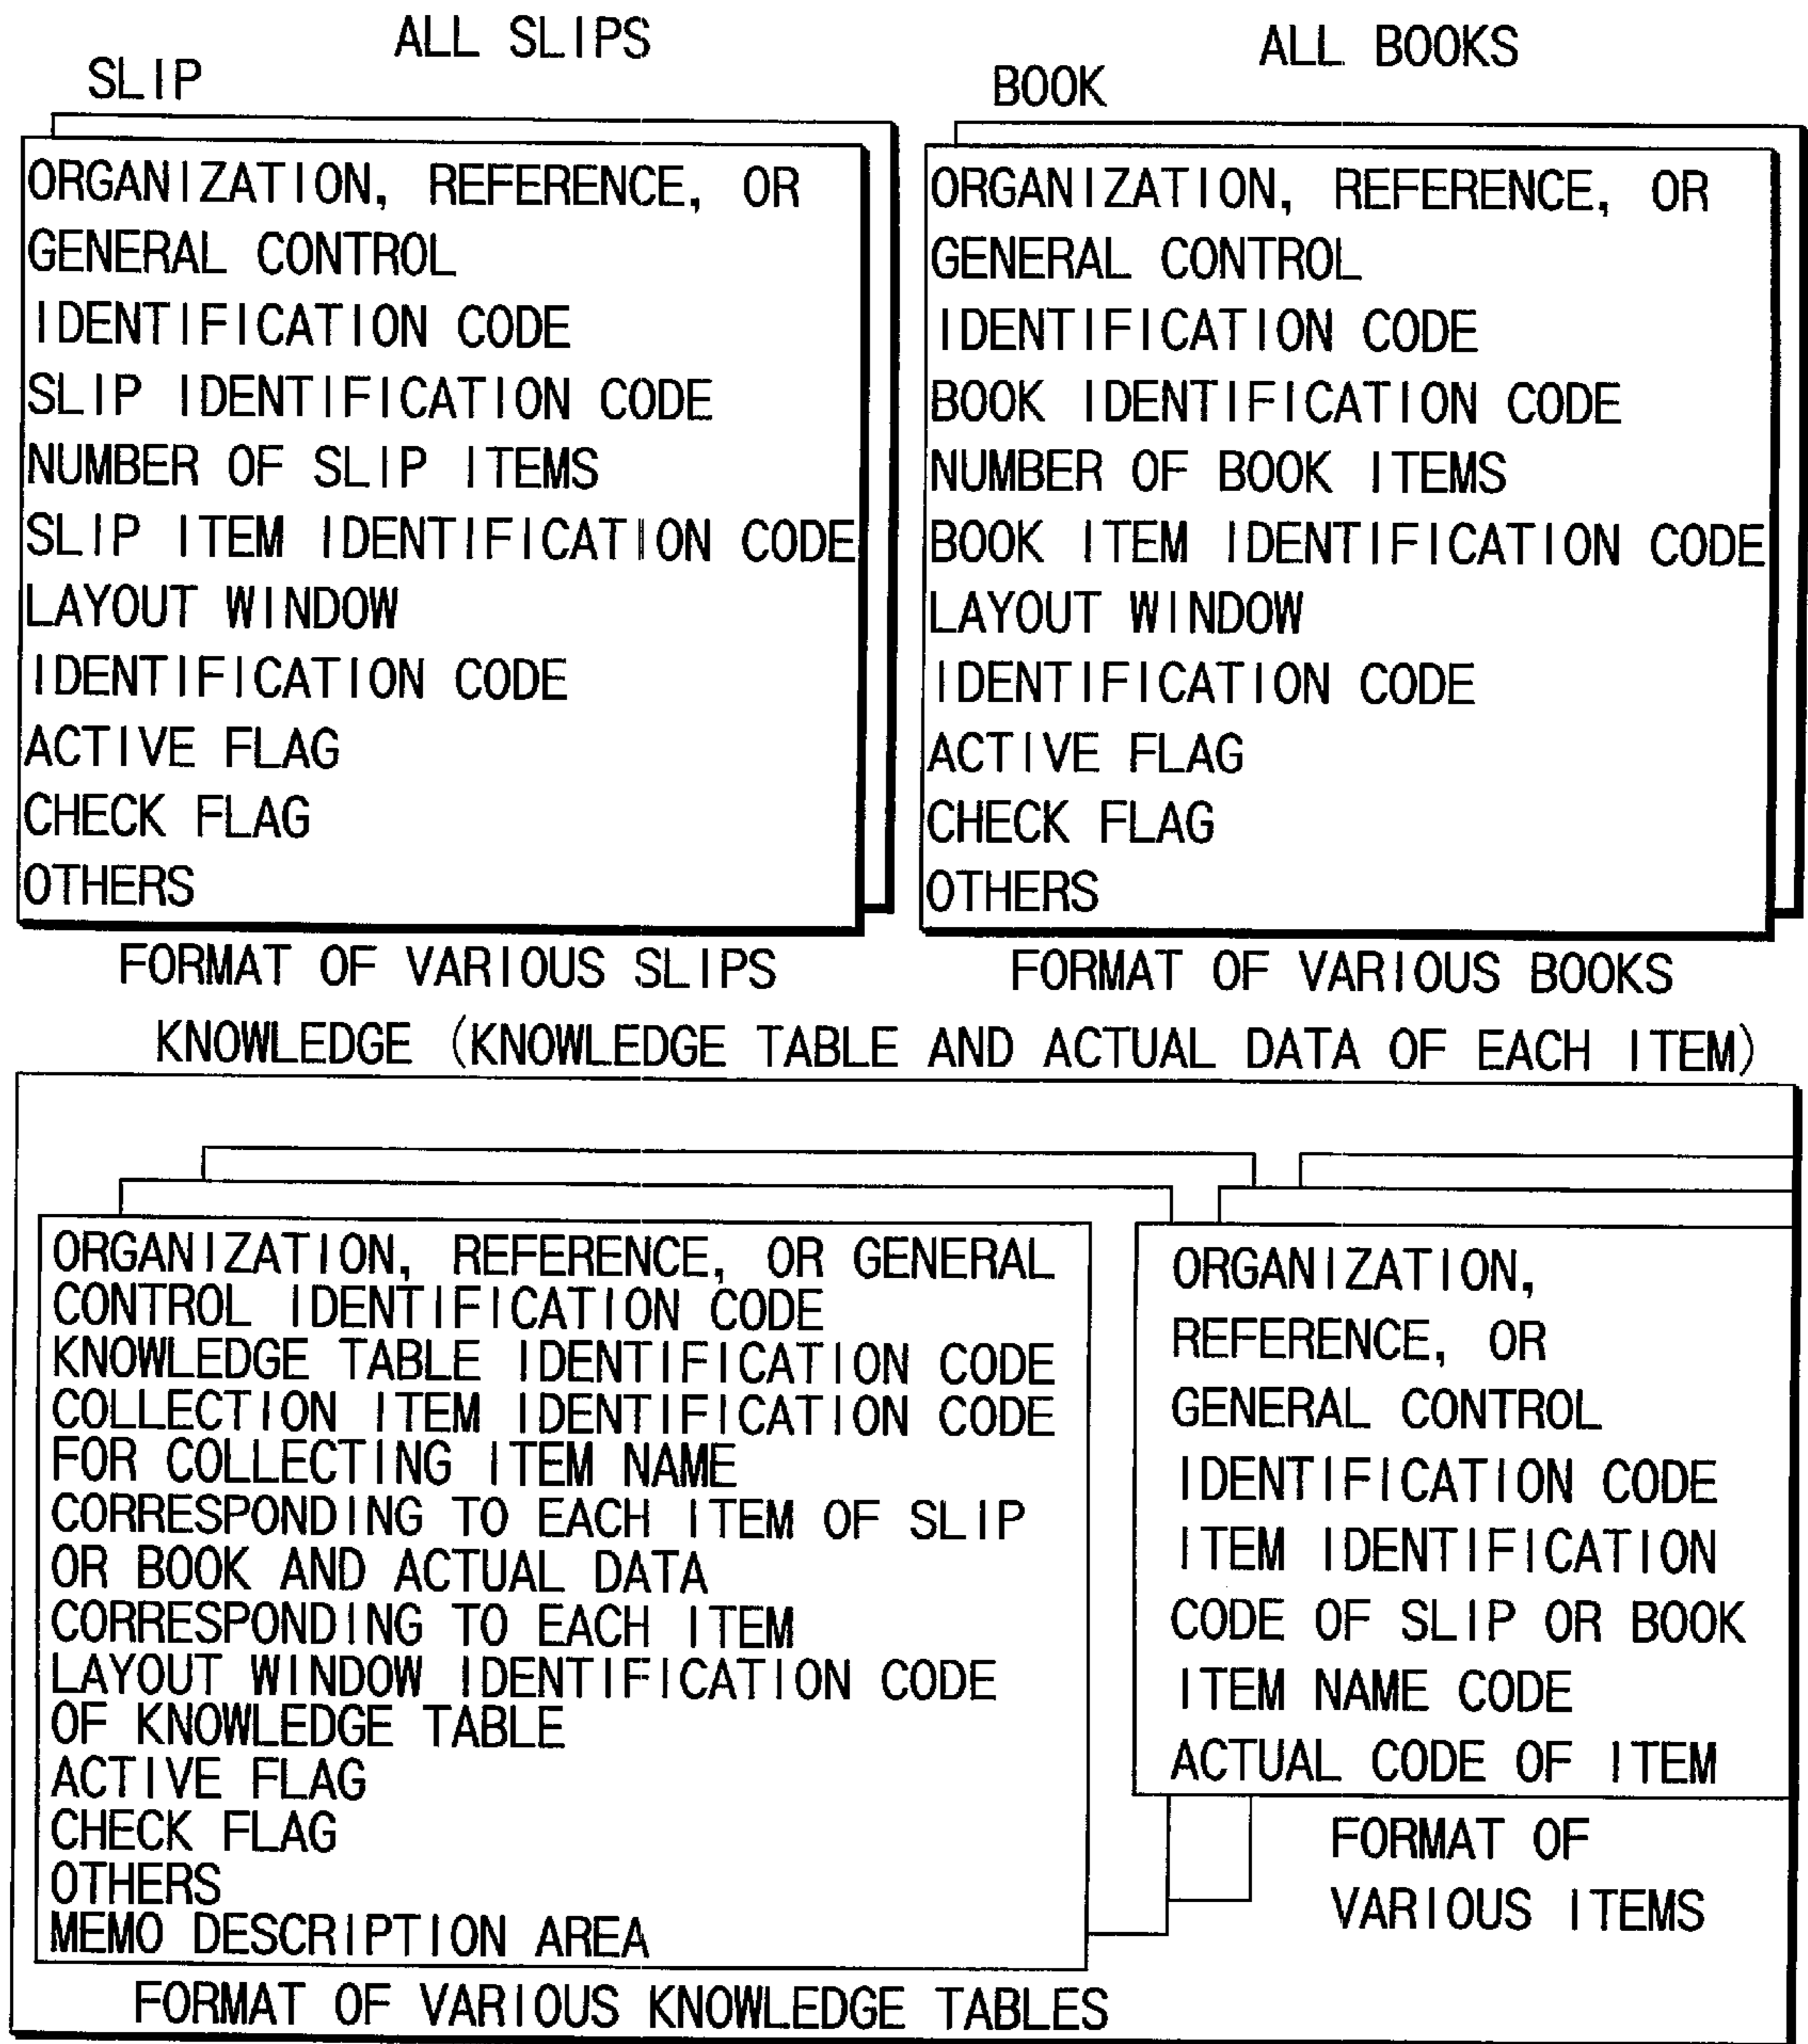 ALL SLIPS
SLIP
ORGANIZATION, REFERENCE, OR
GENERAL CONTROL
IDENTIFICATION CODE
SLIP IDENTIFICATION CODE
NUMBER OF SLIP ITEMS
SLIP ITEM IDENTIFICATION CODE
LAYOUT WINDOW
IDENTIFICATION CODE
ACTIVE FLAG
CHECK FLAG
OTHERS
FORMAT OF VARIOUS SLIPS
ALL BOOKS
BOOK
ORGANIZATION, REFERENCE, OR
GENERAL CONTROL
IDENTIFICATION CODE
BOOK IDENTIFICATION CODE
NUMBER OF BOOK ITEMS
BOOK ITEM IDENTIFICATION CODE
LAYOUT WINDOW
IDENTIFICATION CODE
ACTIVE FLAG
CHECK FLAG
OTHERS
FORMAT OF VARIOUS BOOKS
KNOWLEDGE (KNOWLEDGE TABLE AND ACTUAL DATA OF EACH ITEM)
ORGANIZATION, REFERENCE, OR GENERAL
CONTROL IDENTIFICATION CODE
KNOWLEDGE TABLE IDENTIFICATION CODE
COLLECTION ITEM IDENTIFICATION CODE
FOR COLLECTING ITEM NAME
CORRESPONDING TO EACH ITEM OF SLIP
OR BOOK AND ACTUAL DATA
CORRESPONDING TO EACH ITEM
LAYOUT WINDOW IDENTIFICATION CODE
OF KNOWLEDGE TABLE
ACTIVE FLAG
CHECK FLAG
OTHERS
MEMO DESCRIPTION AREA
FORMAT OF VARIOUS KNOWLEDGE TABLES
ORGANIZATION,
REFERENCE, OR
GENERAL CONTROL
IDENTIFICATION CODE
ITEM IDENTIFICATION
CODE OF SLIP OR BOOK
ITEM NAME CODE
ACTUAL CODE OF ITEM
FORMAT OF
VARIOUS ITEMS